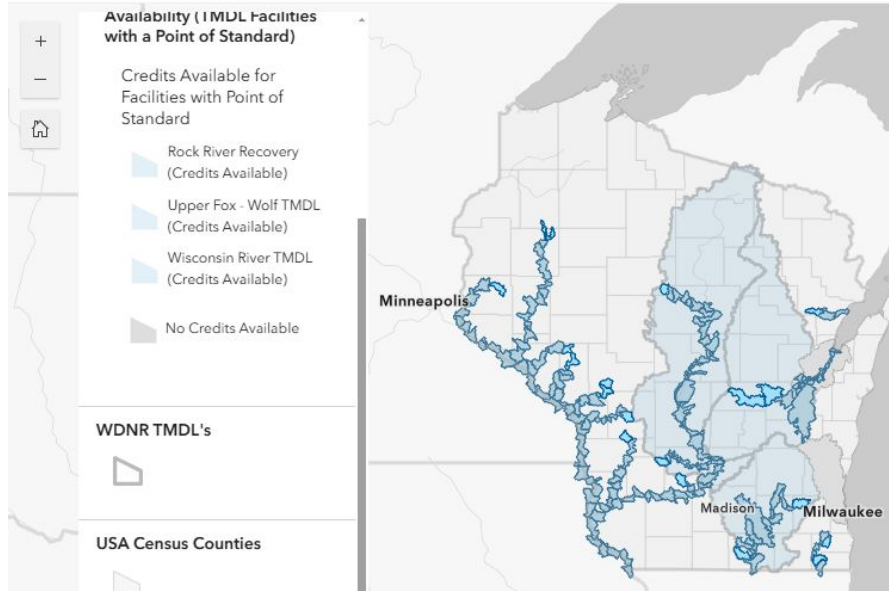 Availability (TMDL Facilities
with a Point of Standard)
Credits Available for
Facilities with Point of
Standard
Rock River Recovery
(Credits Available)
Upper Fox - Wolf TMDL
(Credits Available)
Wisconsin River TMDL
(Credits Available)
No Credits Available
WDNR TMDL's
USA Census Counties
Minneapolis
Madison
Milwaukee